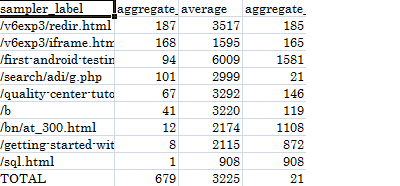 sampler_label aggregate_ average aggregate_
/v6exp3/redir.html 187 3517 185
/v6exp3/iframe.htm 168 1595 165
/first-android-testin 94 6009 1581
/search/adi/g.php 101 2999 21
/quality-center-tuto 67 3292 146
/b 41 3220 119
/bn/at_300.html 12 2174 1108
/getting-started-wit 8 2115 872
/sql.html 1 908 908
TOTAL 679 3225 21